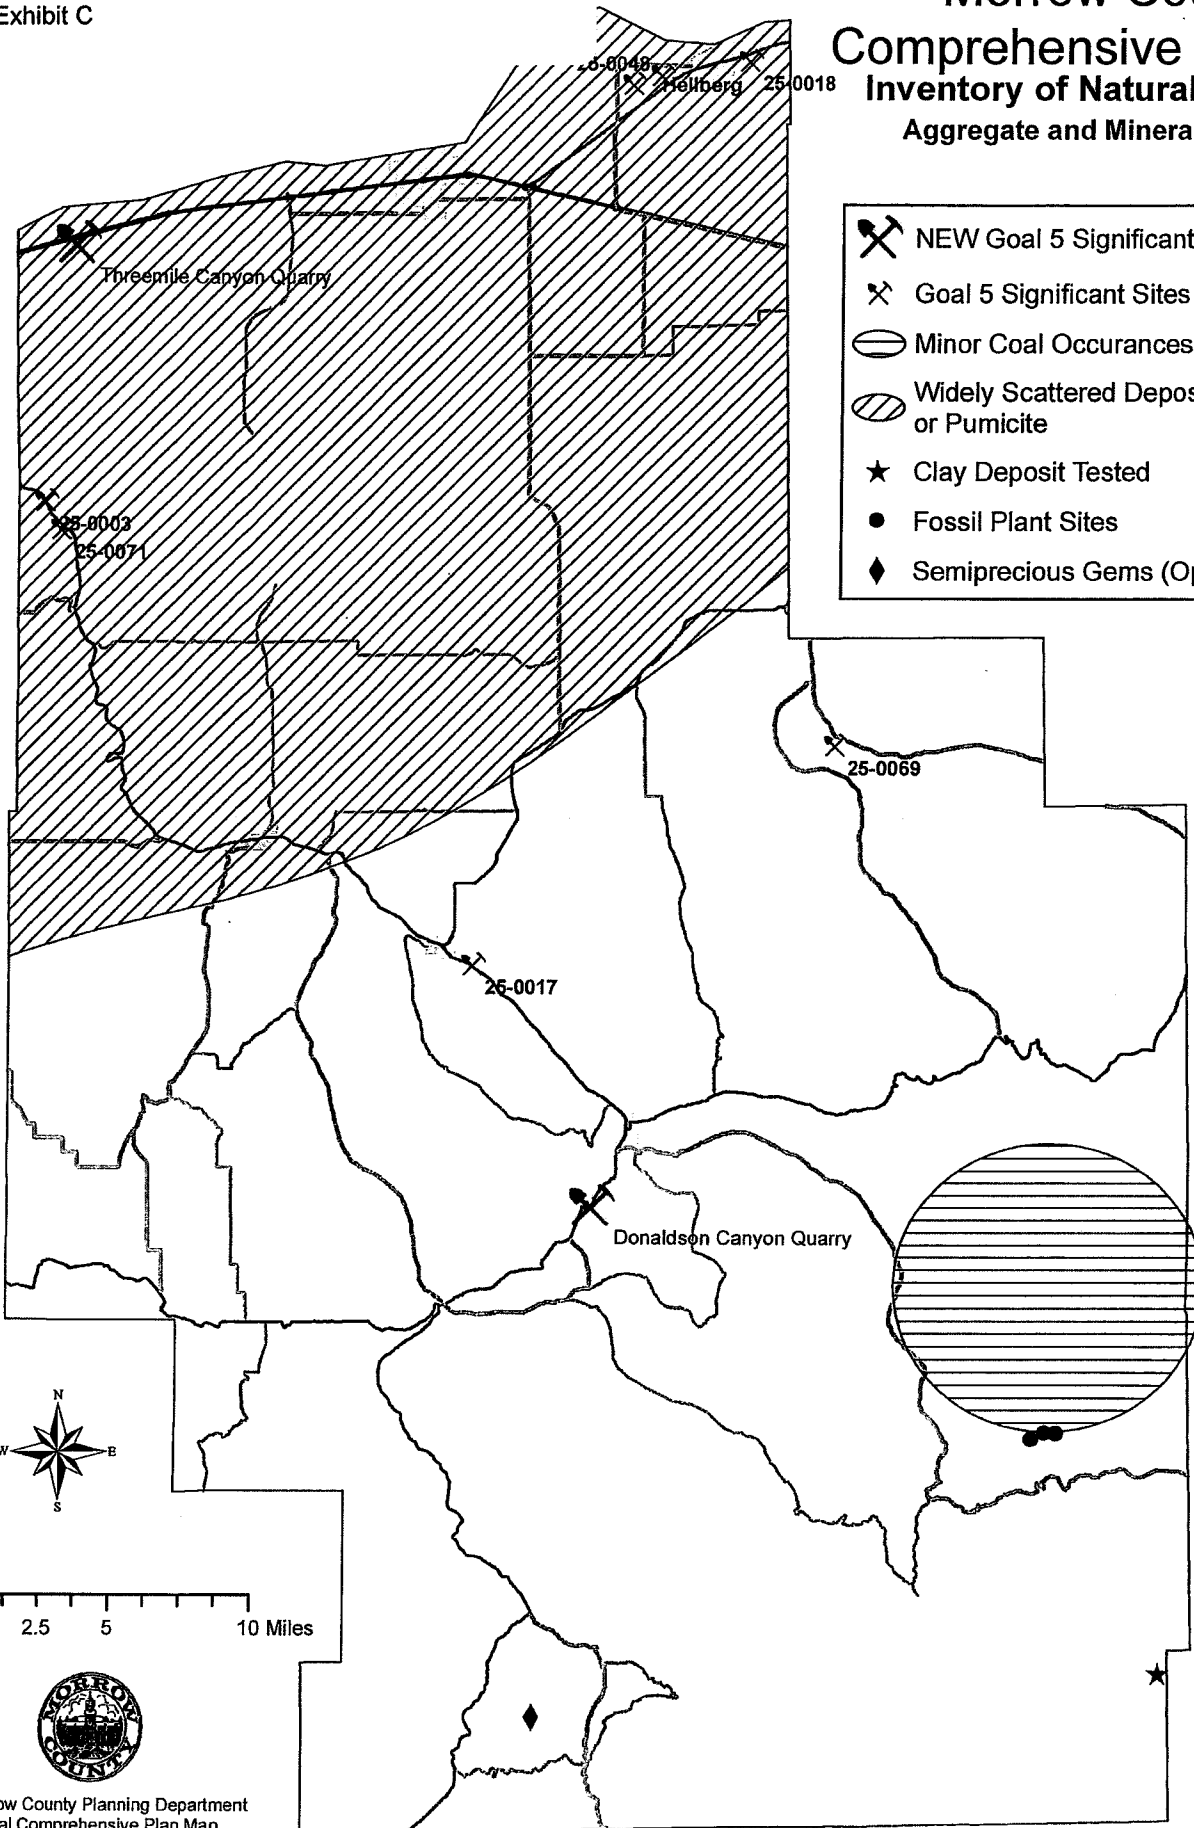 Exhibit C
Morrow Cou
Comprehensive
Inventory of Natural
Aggregate and Minera
NEW Goal 5 Significant
Goal 5 Significant Sites
Minor Coal Occurances
Widely Scattered Depos
or Pumicite
Clay Deposit Tested
Fossil Plant Sites
Semiprecious Gems (Op
Hellberg
25-0018
Threemile Canyon Quarry
25-0003
25-0071
25-0069
25-0017
Donaldson Canyon Quarry
N
W
E
S
2.5 5 10 Miles
MORROW
COUNTY
ow County Planning Department
al Comprehensive Plan Map